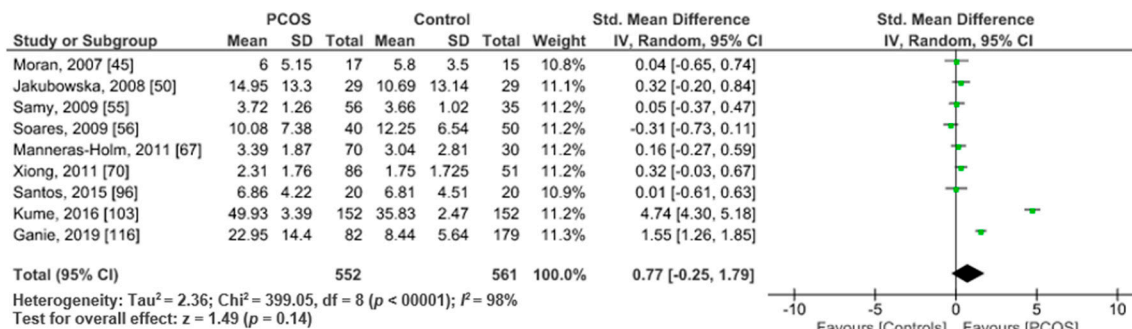 PCOS Control Std. Mean Difference Std. Mean Difference
Study or Subgroup Mean SD Total Mean SD Total Weight IV, Random, 95% CI IV, Random, 95% CI
Moran, 2007 [45] 6 5.15 17 5.8 3.5 15 10.8% 0.04 [-0.65, 0.74]
Jakubowska, 2008 [50] 14.95 13.3 29 10.69 13.14 29 11.1% 0.32 [-0.20, 0.84]
Samy, 2009 [55] 3.72 1.26 56 3.66 1.02 35 11.2% 0.05 [-0.37, 0.47]
Soares, 2009 [56] 10.08 7.38 40 12.25 6.54 50 11.2% -0.31 [-0.73, 0.11]
Manneras-Holm, 2011 [67] 3.39 1.87 70 3.04 2.81 30 11.2% 0.16 [-0.27, 0.59]
Xiong, 2011 [70] 2.31 1.76 86 1.75 1.725 51 11.2% 0.32 [-0.03, 0.67]
Santos, 2015 [96] 6.86 4.22 20 6.81 4.51 20 10.9% 0.01 [-0.61, 0.63]
Kume, 2016 [103] 49.93 3.39 152 35.83 2.47 152 11.2% 4.74 [4.30, 5.18]
Ganie, 2019 [116] 22.95 14.4 82 8.44 5.64 179 11.3% 1.55 [1.26, 1.85]
Total (95% CI) 552 561 100.0% 0.77 [-0.25, 1.79]
Heterogeneity: Tau² = 2.36; Chi² = 399.05, df = 8 (p < 00001); I² = 98%
Test for overall effect: z = 1.49 (p = 0.14)
-10 -5 0 5 10
Favours [Controls] Favours [PCOS]